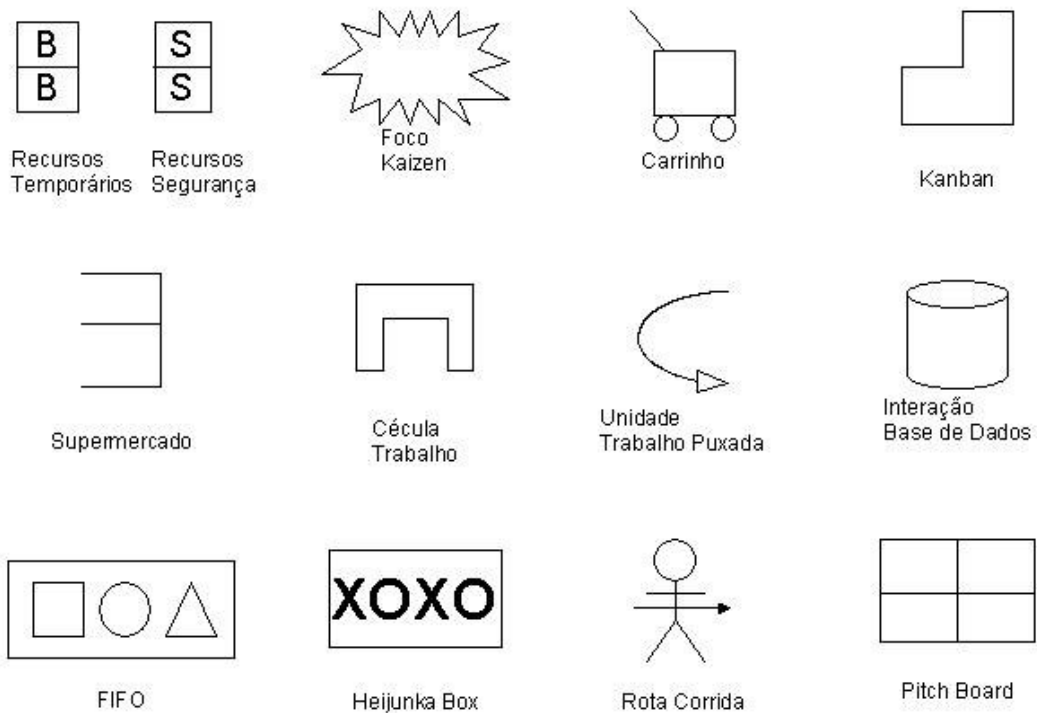 B
B
S
S
Recursos
Temporários
Recursos
Segurança
Foco
Kaizen
Carrinho
Kanban
Supermercado
Cécula
Trabalho
Unidade
Trabalho Puxada
Interação
Base de Dados
FIFO
XOXO
Heijunka Box
Rota Corrida
Pitch Board